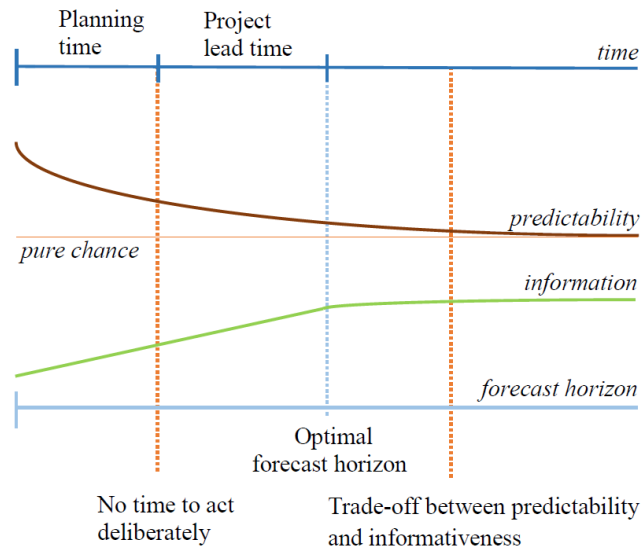 Planning
time
Project
lead time
time
predictability
pure chance
information
forecast horizon
Optimal
forecast horizon
No time to act
deliberately
Trade-off between predictability
and informativeness